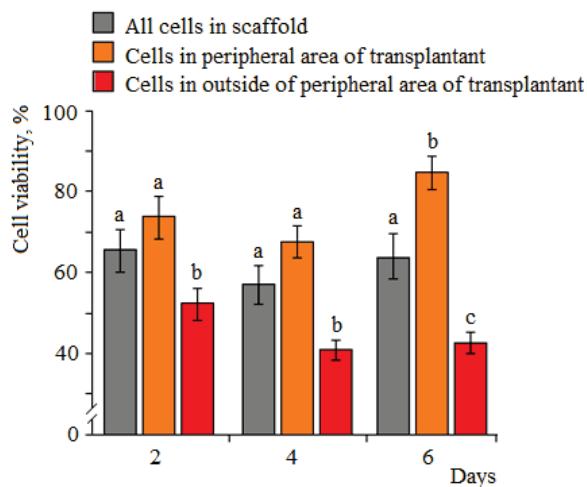 All cells in scaffold
Cells in peripheral area of transplantant
Cells in outside of peripheral area of transplantant
Cell viability, %
100
80
60
40
0
a
a
b
a
a
b
a
b
c
2
4
6
Days